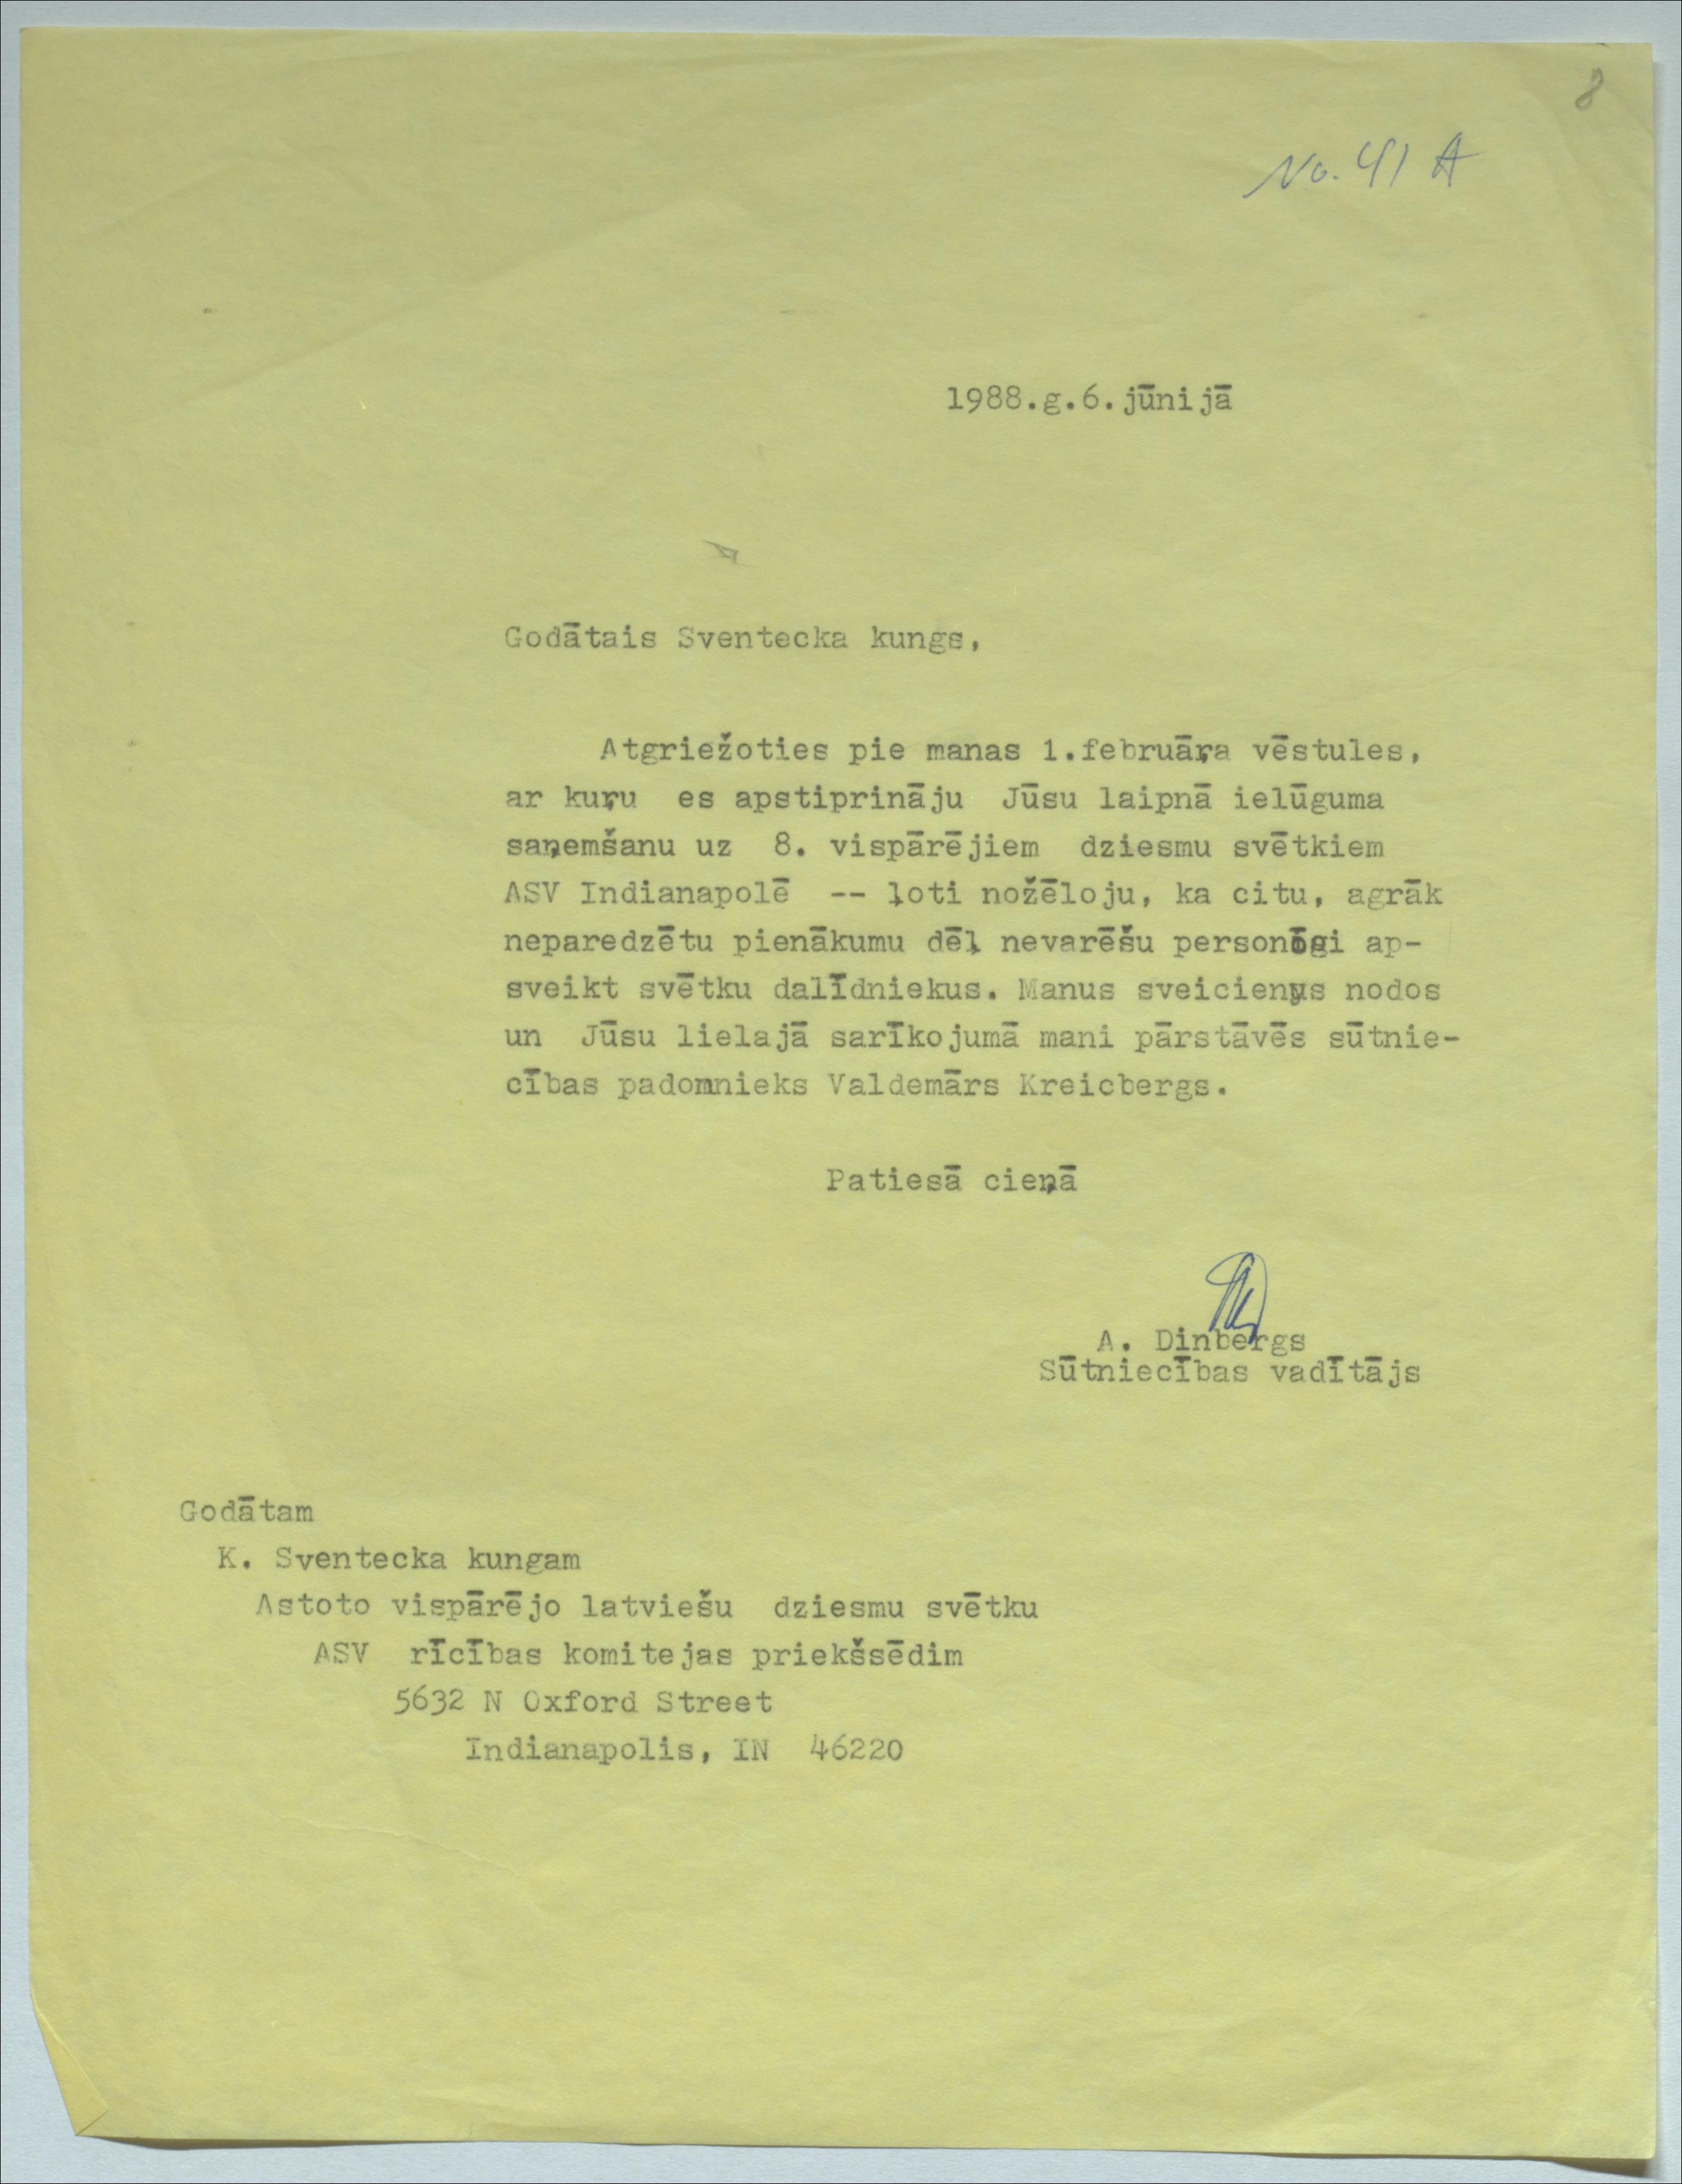 8
No. 41 A
1988.g.6.jūnijā
Godātais Sventecka kungs,
Atgriežoties pie manas 1.februāŗa vēstules,
ar kuŗu es apstiprināju Jūsu laipnā ielūguma
saņemšanu uz 8. vispārējiem dziesmu svētkiem
ASV Indianapolē -- ļoti nožēloju, ka citu, agrāk
neparedzētu pienākumu dēļ nevarēšu personīgi ap-
sveikt svētku dalīdniekus. Manus sveicienus nodos
un Jūsu lielajā sarīkojumā mani pārstāvēs sūtnie-
cības padomnieks Valdemārs Kreicbergs.
Patiesā cieņā
A. Dinbergs
Sūtniecības vadītājs
Godātam
K. Sventecka kungam
Astoto vispārējo latviešu dziesmu svētku
ASV rīcības komitejas priekšsēdim
5632 N Oxford Street
Indianapolis, IN 46220